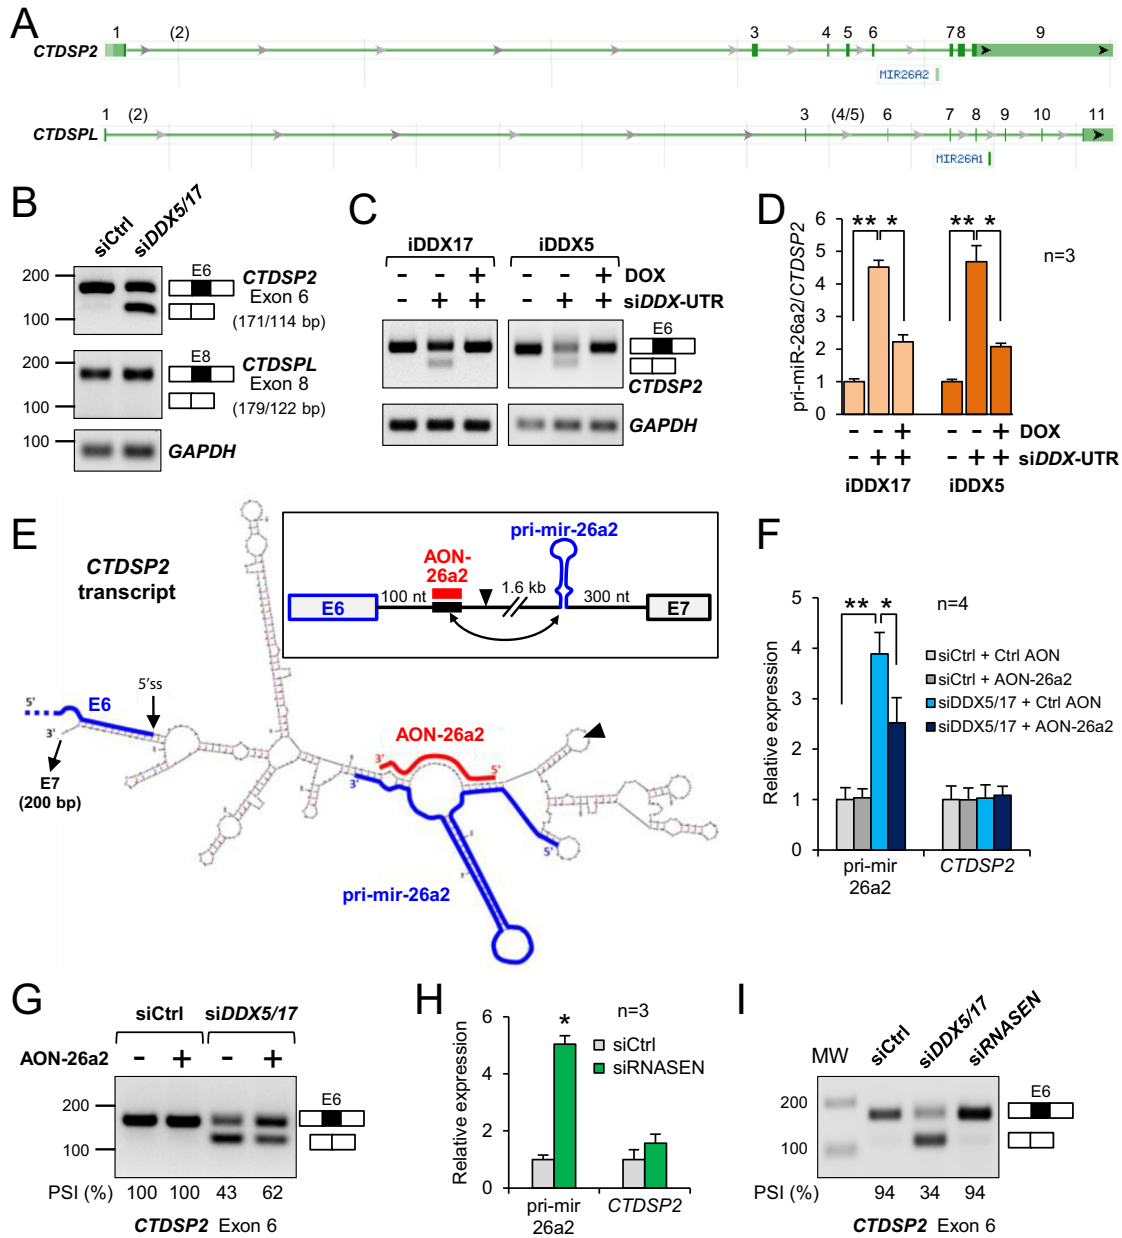 A
1 (2) 3 4 5 6 7 8 9
CTDSP2
MIR26A2
1 (2) 3 (4/5) 6 7 8 9 10 11
CTDSPL
MIR26A1
B
siCtrl siDDX5/17
200
100
E6 CTDSP2
Exon 6
(171/114 bp)
200
100
E8 CTDSPL
Exon 8
(179/122 bp)
100
GAPDH
C
iDDX17 iDDX5
- - + - - + DOX
- + + - + + siDDX-UTR
E6
CTDSP2
GAPDH
D
pri-miR-26a2/CTDSP2
6
5
4
3
2
1
0
** * ** *
n=3
- - + - - + DOX
- + + - + + siDDX-UTR
iDDX17 iDDX5
E
CTDSP2
transcript
pri-mir-26a2
AON-
26a2
100 nt 1.6 kb 300 nt
E6 E7
5' E6 5'ss
3'
E7
(200 bp)
AON-26a2
3' 5'
3' 5'
pri-mir-26a2
F
Relative expression
5
4
3
2
1
0
** * n=4
siCtrl + Ctrl AON
siCtrl + AON-26a2
siDDX5/17 + Ctrl AON
siDDX5/17 + AON-26a2
pri-mir
26a2
CTDSP2
G
siCtrl siDDX5/17
AON-26a2 - + - +
200
100
E6
PSI (%) 100 100 43 62
CTDSP2 Exon 6
H
Relative expression
6
4
2
0
* n=3
siCtrl
siRNASEN
pri-mir
26a2
CTDSP2
I
MW siCtrl siDDX5/17 siRNASEN
200
100
E6
PSI (%) 94 34 94
CTDSP2 Exon 6